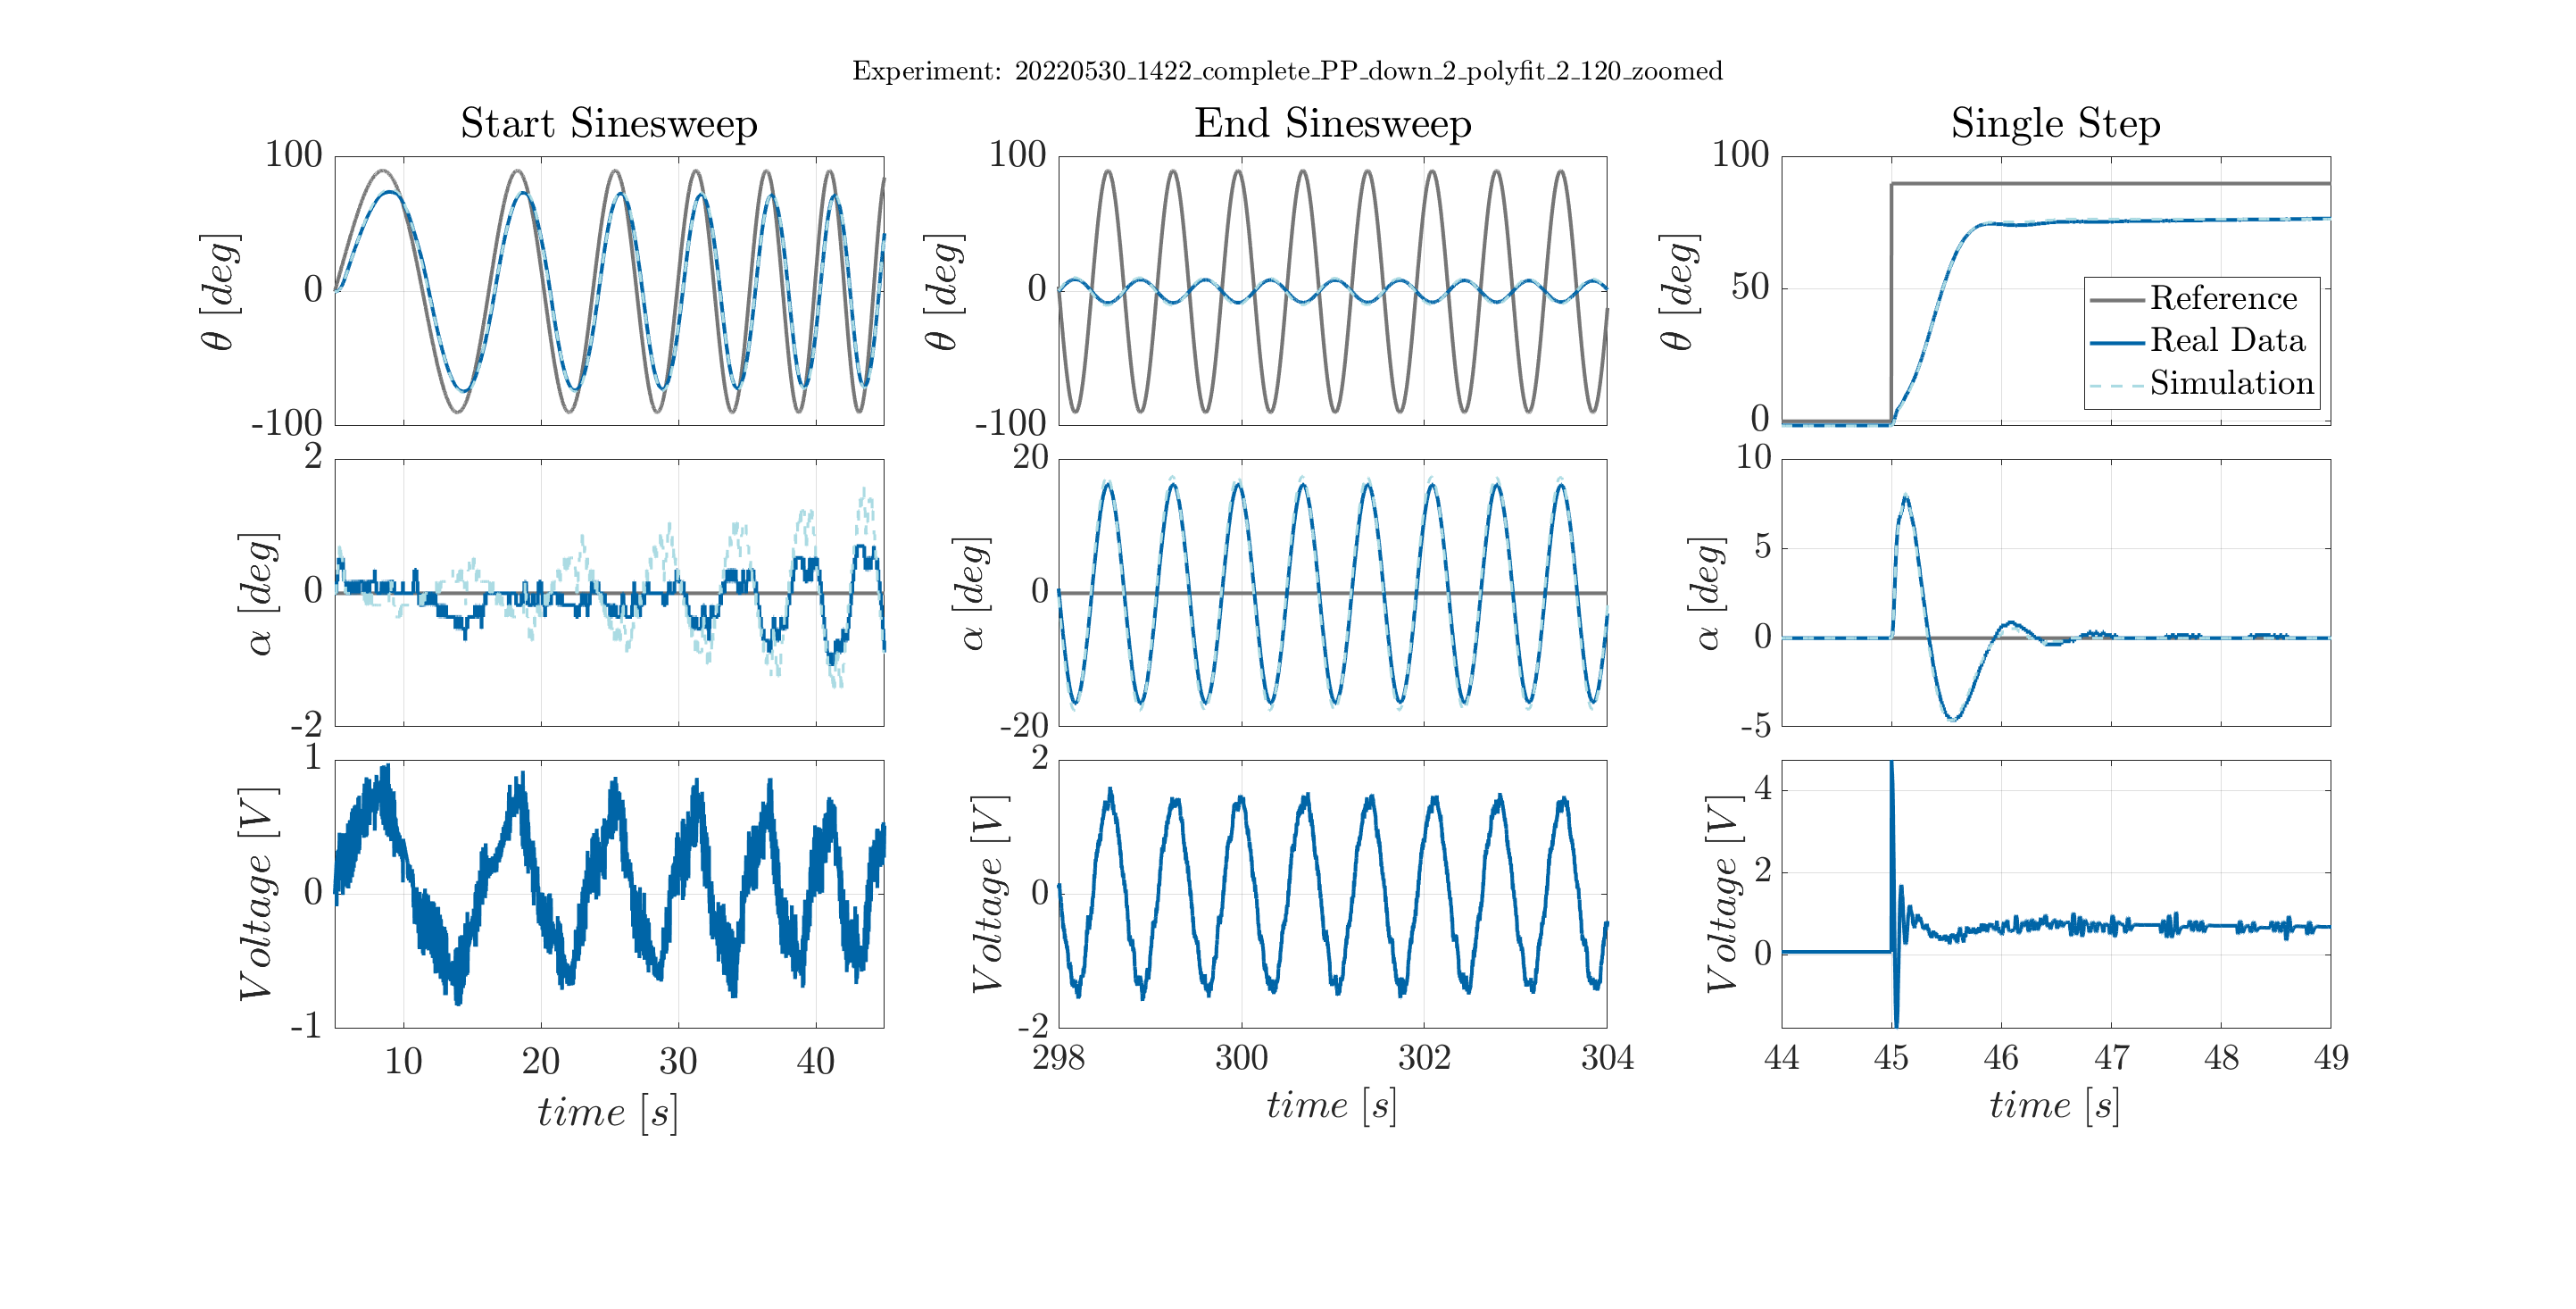 Experiment: 20220530_1422_complete_PP_down_2_polyfit_2_120_zoomed
Start Sinesweep
100
0
-100
θ [deg]
2
0
-2
α [deg]
1
0
-1
Voltage [V]
10 20 30 40
time [s]
End Sinesweep
100
0
-100
θ [deg]
20
0
-20
α [deg]
2
0
-2
Voltage [V]
298 300 302 304
time [s]
Single Step
100
50
0
θ [deg]
Reference
Real Data
Simulation
10
5
0
-5
α [deg]
4
2
0
Voltage [V]
44 45 46 47 48 49
time [s]